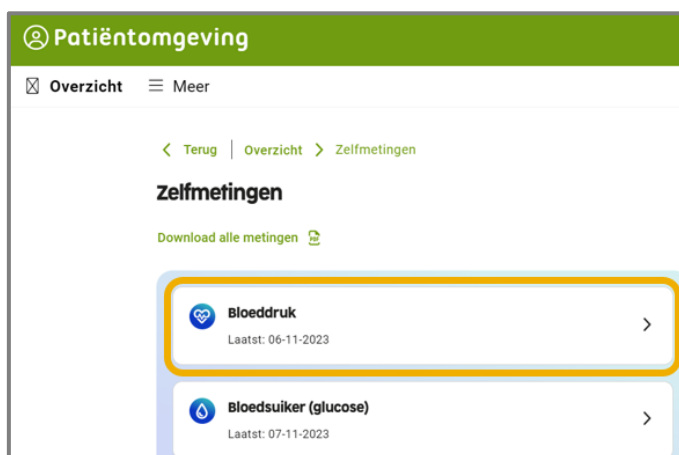 Patiëntomgeving
Overzicht Meer
Terug Overzicht Zelfmetingen
Zelfmetingen
Download alle metingen PDF
Bloeddruk
Laatst: 06-11-2023
Bloedsuiker (glucose)
Laatst: 07-11-2023